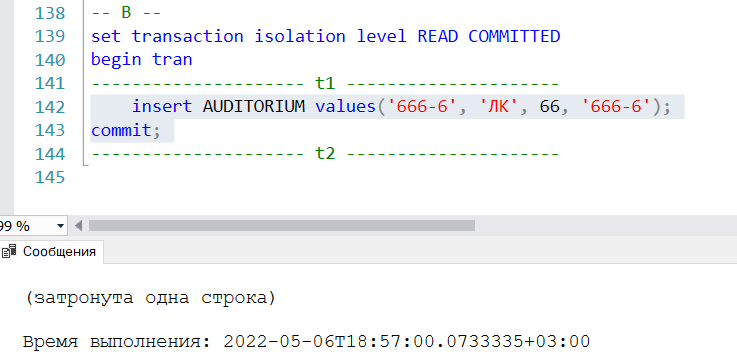 138 -- B --
139 set transaction isolation level READ COMMITTED
140 begin tran
141 --------------------- t1 ---------------------
142 insert AUDITORIUM values('666-6', 'ЛК', 66, '666-6');
143 commit;
144 --------------------- t2 ---------------------
145
99 %
Сообщения
(затронута одна строка)
Время выполнения: 2022-05-06T18:57:00.0733335+03:00